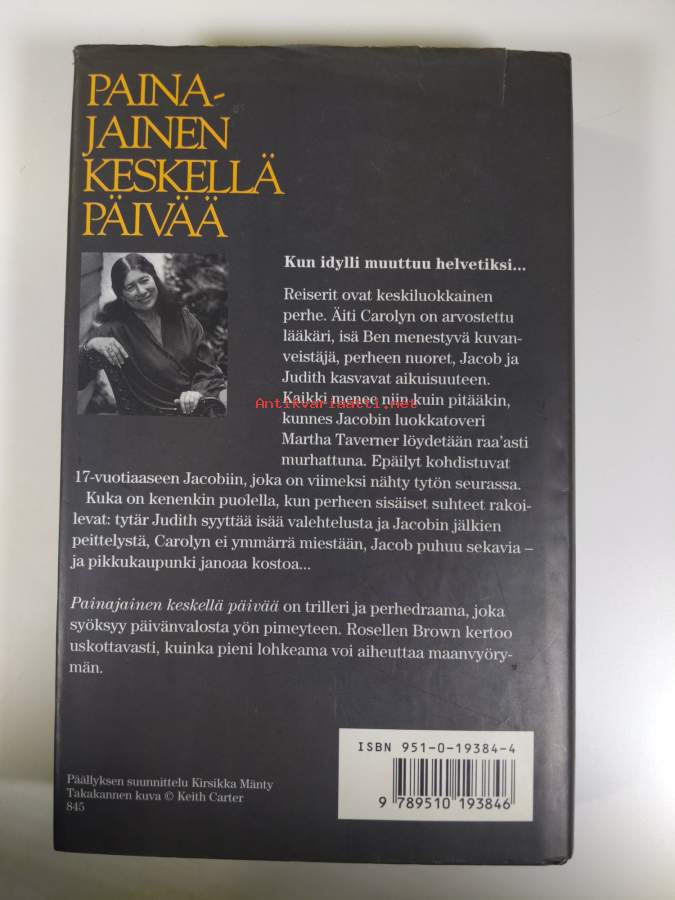 PAINA-
JAINEN
KESKELLÄ
PÄIVÄÄ
Kun idylli muuttuu helvetiksi...
Reiserit ovat keskiluokkainen
perhe. Äiti Carolyn on arvostettu
lääkäri, isä Ben menestyvä kuvan-
veistäjä, perheen nuoret, Jacob ja
Judith kasvavat aikuisuuteen.
Antikvariaatti.net
Kaikki menee niin kuin pitääkin,
kunnes Jacobin luokkatoveri
Martha Taverner löydetään raa'asti
murhattuna. Epäilyt kohdistuvat
17-vuotiaaseen Jacobiin, joka on viimeksi nähty tytön seurassa.
Kuka on kenenkin puolella, kun perheen sisäiset suhteet rakoi-
levat: tytär Judith syyttää isää valehtelusta ja Jacobin jälkien
peittelystä, Carolyn ei ymmärrä miestään, Jacob puhuu sekavia –
ja pikkukaupunki janoaa kostoa...
Painajainen keskellä päivää on trilleri ja perhedraama, joka
syöksyy päivänvalosta yön pimeyteen. Rosellen Brown kertoo
uskottavasti, kuinka pieni lohkeama voi aiheuttaa maanvyöry-
män.
ISBN 951-0-19384-4
9 789510 193846
Päällyksen suunnittelu Kirsikka Mänty
Takakannen kuva © Keith Carter
845